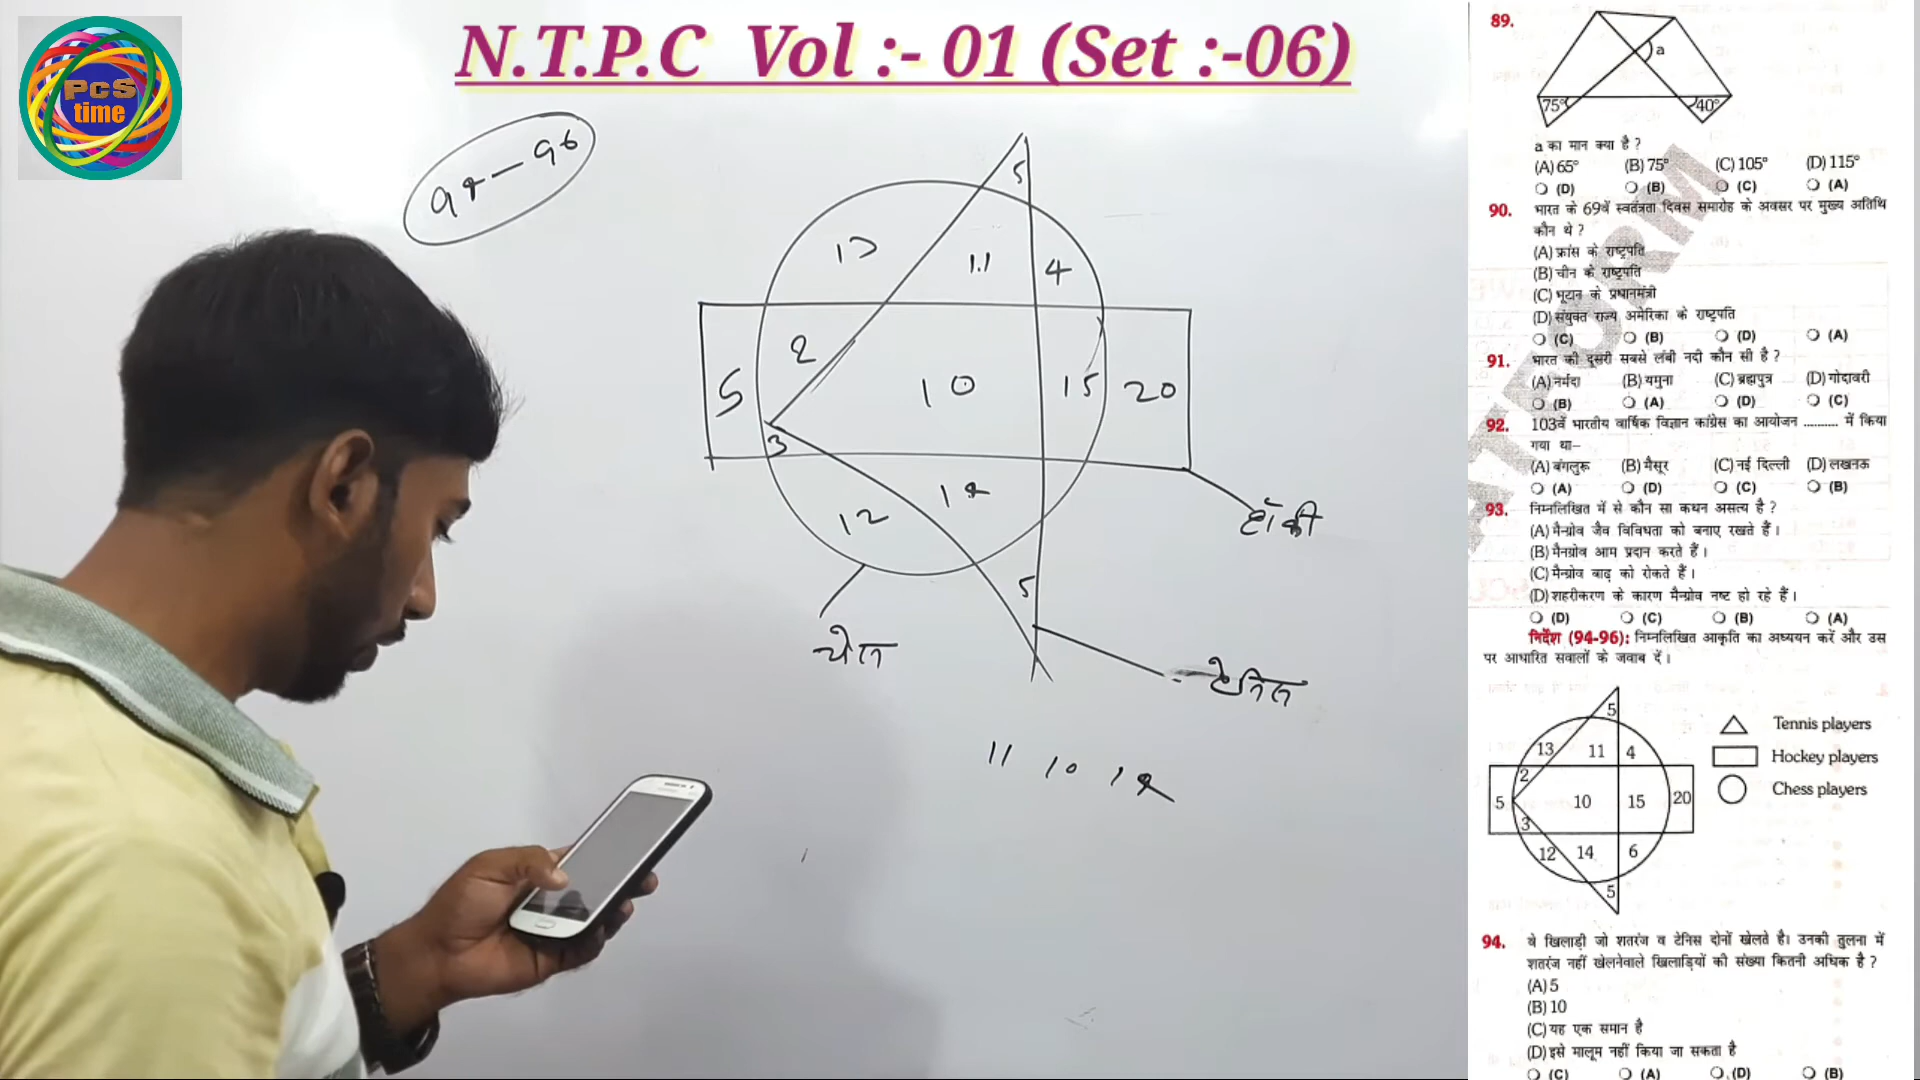 N.T.P.C Vol :- 01 (Set :-06)
PCS
time
५
13
11
4
2
5
10
15
20
3
12
5
हॉकी
चेस
टेनिस
11 10
89.
a
75°
40°
a का मान क्या है ?
(A) 65° (B) 75° (C) 105° (D) 115°
(D) (B) (C) (A)
90. भारत के 69वें स्वतंत्रता दिवस समारोह के अवसर पर मुख्य अतिथि
कौन थे ?
(A) फ्रांस के राष्ट्रपति
(B) चीन के राष्ट्रपति
(C) भूटान के प्रधानमंत्री
(D) संयुक्त राज्य अमेरिका के राष्ट्रपति
(C) (B) (D) (A)
91. भारत की दूसरी सबसे लंबी नदी कौन सी है ?
(A) नर्मदा (B) यमुना (C) ब्रह्मपुत्र (D) गोदावरी
(B) (A) (D) (C)
92. 103वें भारतीय वार्षिक विज्ञान कांग्रेस का आयोजन .......... में किया
गया था–
(A) बंगलुरू (B) मैसूर (C) नई दिल्ली (D) लखनऊ
(A) (D) (C) (B)
93. निम्नलिखित में से कौन सा कथन असत्य है ?
(A) मैन्ग्रोव जैव विविधता को बनाए रखते हैं।
(B) मैनग्रोव आम प्रदान करते हैं।
(C) मैन्ग्रोव बाढ़ को रोकते हैं।
(D) शहरीकरण के कारण मैन्ग्रोव नष्ट हो रहे हैं।
(D) (C) (B) (A)
निर्देश (94-96): निम्नलिखित आकृति का अध्ययन करें और उस
पर आधारित सवालों के जवाब दें।
5
13 11 4
2
5 10 15 20
3
12 14 6
5
Tennis players
Hockey players
Chess players
94. वे खिलाड़ी जो शतरंज व टेनिस दोनों खेलते है। उनकी तुलना में
शतरंज नहीं खेलनेवाले खिलाड़ियों की संख्या कितनी अधिक है ?
(A) 5
(B) 10
(C) यह एक समान है
(D) इसे मालूम नहीं किया जा सकता है
(C) (A) (D) (B)